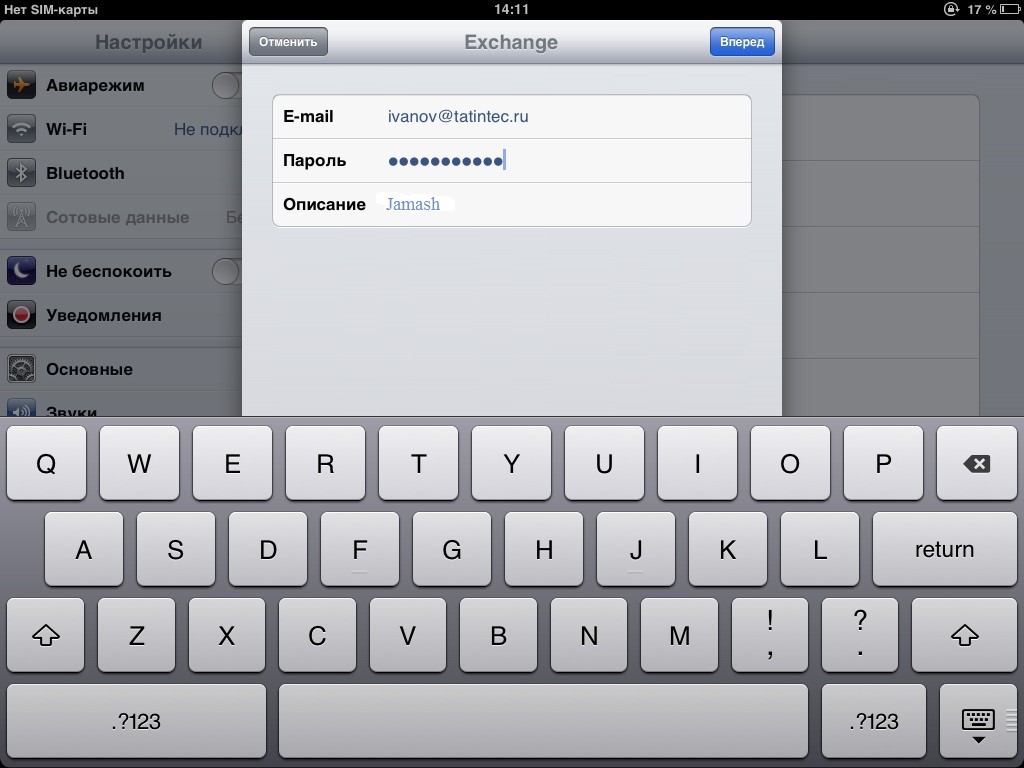 Нет SIM-карты 14:11 17 %
Настройки
Отменить Exchange Вперед
Авиарежим
Wi-Fi Не подкл
Bluetooth
Сотовые данные Бе
Не беспокоить
Уведомления
Основные
Звуки
E-mail ivanov@tatintec.ru
Пароль •••••••••••
Описание Jamash
Q W E R T Y U I O P
A S D F G H J K L return
Z X C V B N M ! , ? .
.?123 .?123